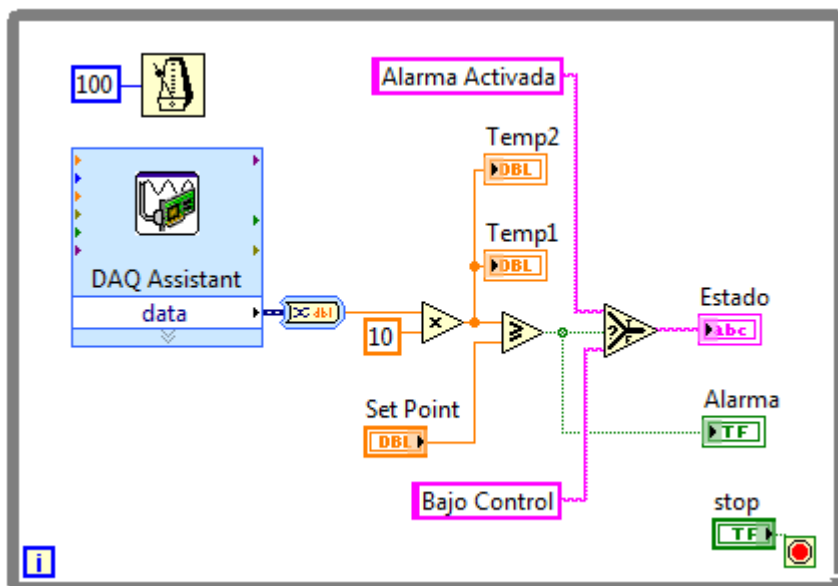 100
Alarma Activada
Temp2
DBL
DAQ Assistant
data
dbl
Temp1
DBL
10
x
≥
?
T
F
Estado
abc
Set Point
DBL
Alarma
TF
Bajo Control
stop
TF
i